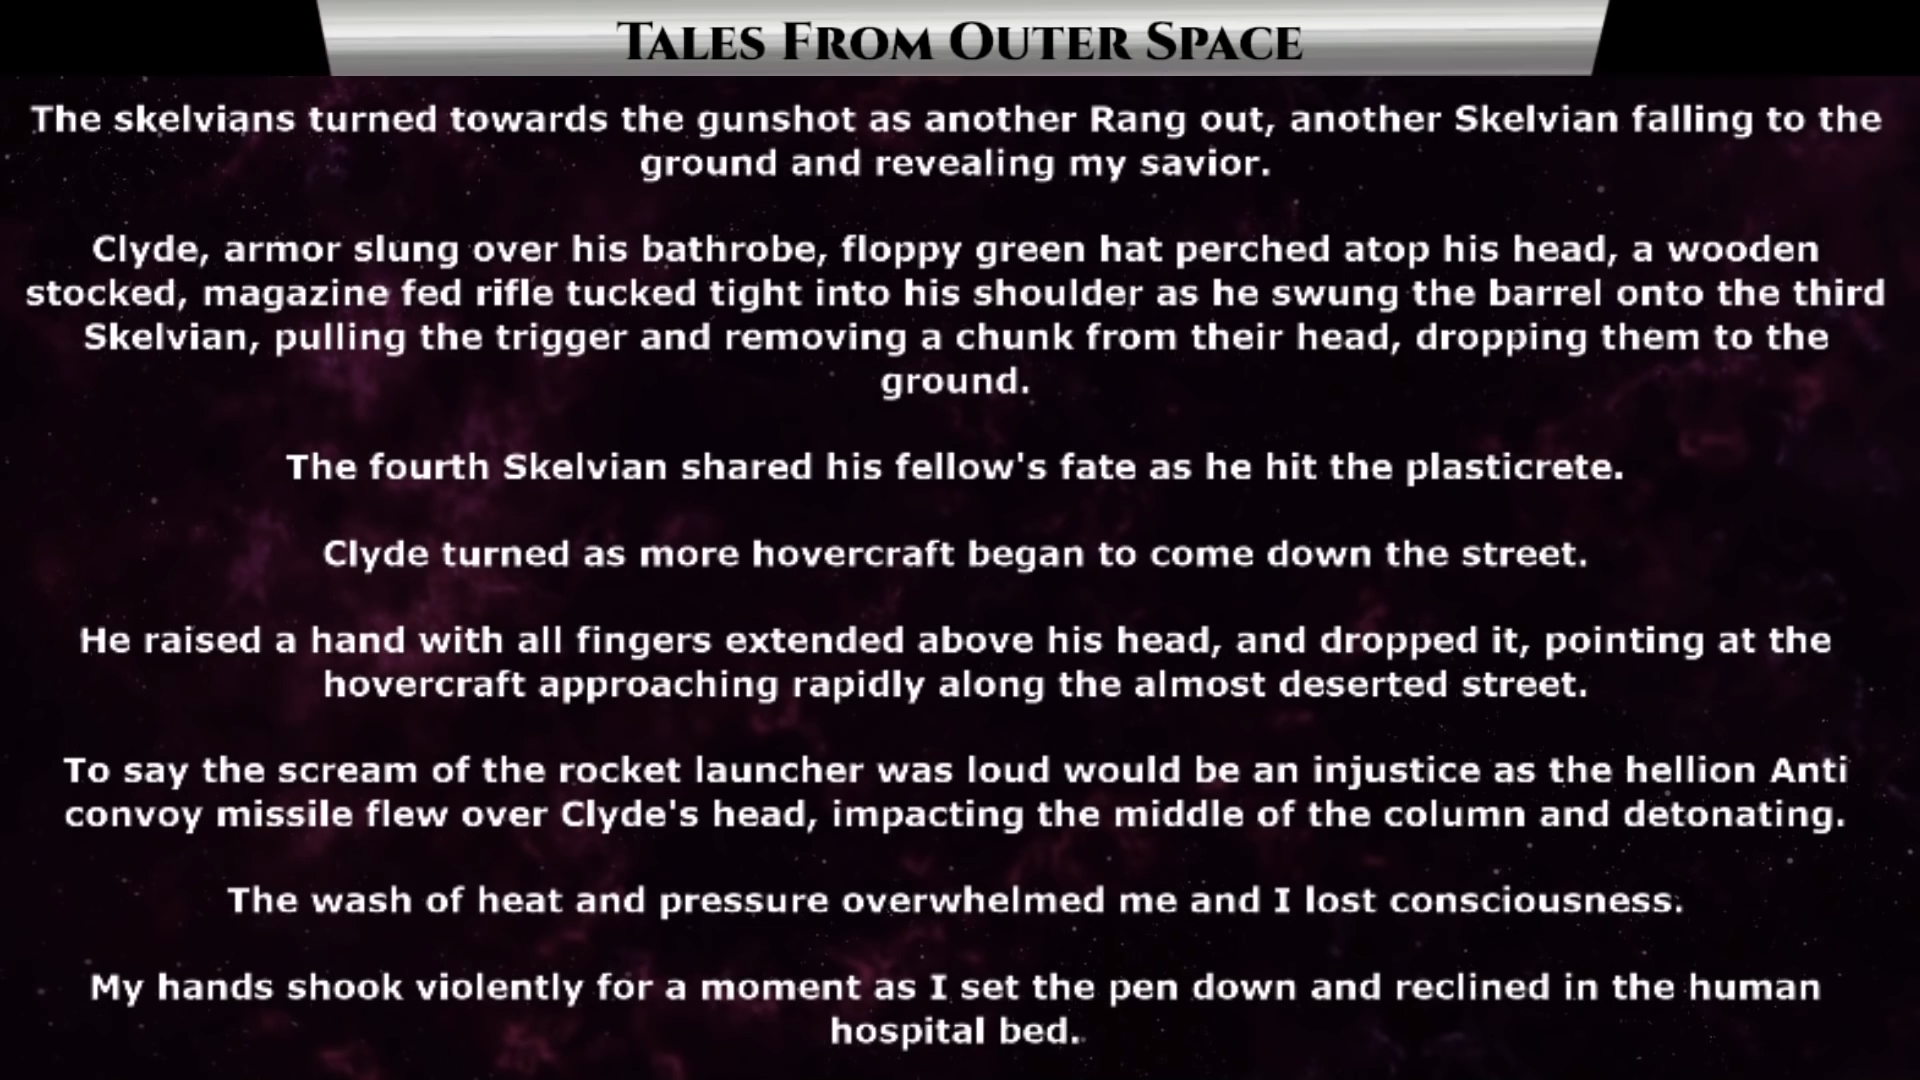 Tales From Outer Space
The skelvians turned towards the gunshot as another Rang out, another Skelvian falling to the
ground and revealing my savior.
Clyde, armor slung over his bathrobe, floppy green hat perched atop his head, a wooden
stocked, magazine fed rifle tucked tight into his shoulder as he swung the barrel onto the third
Skelvian, pulling the trigger and removing a chunk from their head, dropping them to the
ground.
The fourth Skelvian shared his fellow's fate as he hit the plasticrete.
Clyde turned as more hovercraft began to come down the street.
He raised a hand with all fingers extended above his head, and dropped it, pointing at the
hovercraft approaching rapidly along the almost deserted street.
To say the scream of the rocket launcher was loud would be an injustice as the hellion Anti
convoy missile flew over Clyde's head, impacting the middle of the column and detonating.
The wash of heat and pressure overwhelmed me and I lost consciousness.
My hands shook violently for a moment as I set the pen down and reclined in the human
hospital bed.